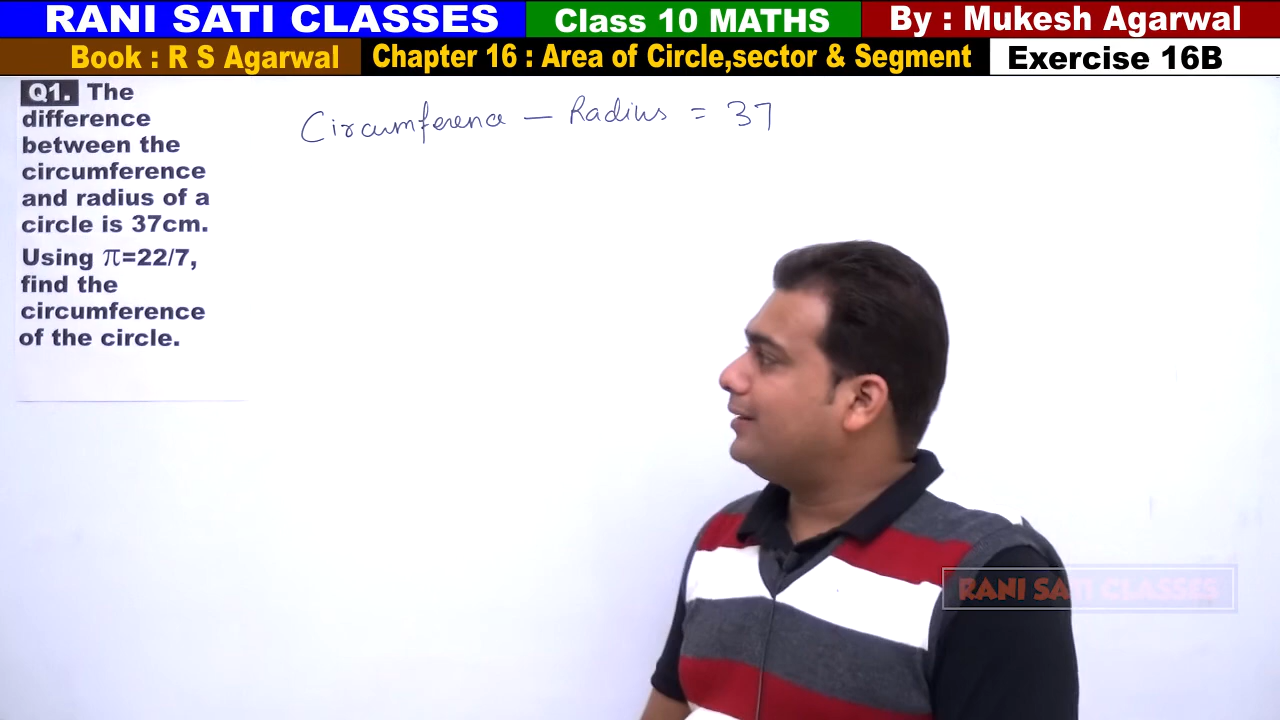 RANI SATI CLASSES
Class 10 MATHS
By : Mukesh Agarwal
Book : R S Agarwal
Chapter 16 : Area of Circle,sector & Segment
Exercise 16B
Q1. The
difference
between the
circumference
and radius of a
circle is 37cm.
Using π=22/7,
find the
circumference
of the circle.
Circumference — Radius = 37
RANI SATI CLASSES